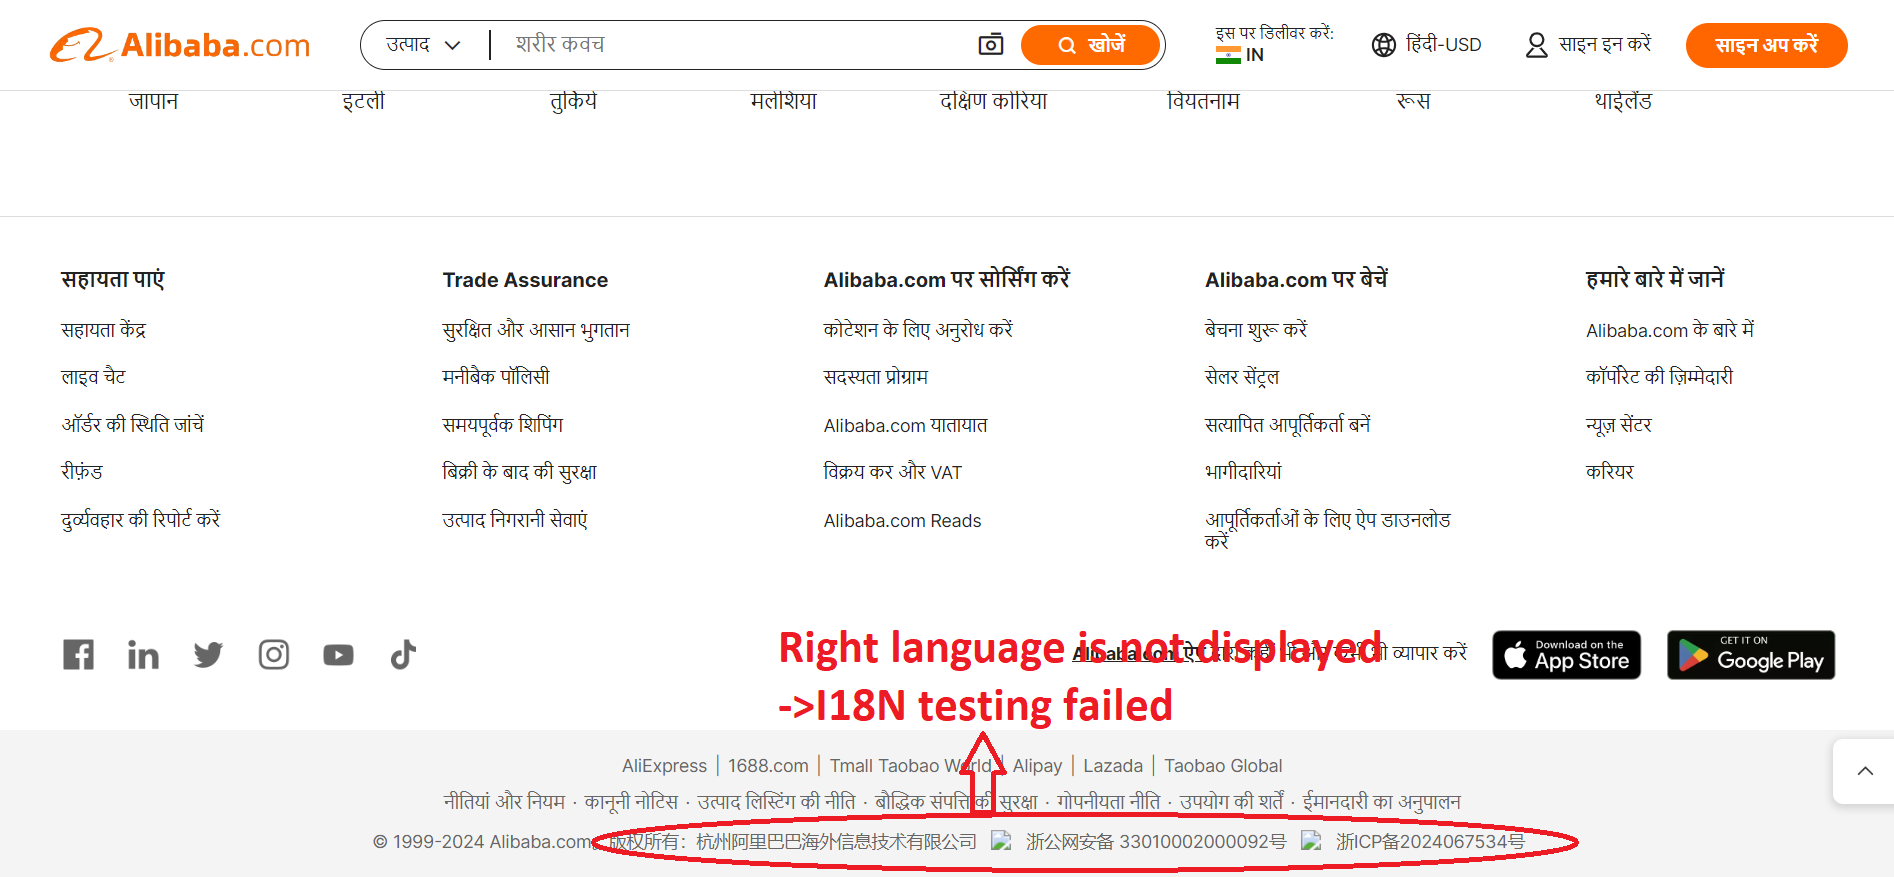 Alibaba.com
उत्पाद शरीर कवच खोजें
इस पर डिलीवर करें:
IN
हिंदी-USD
साइन इन करें
साइन अप करें
जापान इटली तुर्किये मलेशिया दक्षिण कोरिया वियतनाम रूस थाईलैंड
सहायता पाएं
सहायता केंद्र
लाइव चैट
ऑर्डर की स्थिति जांचें
रीफ़ंड
दुर्व्यवहार की रिपोर्ट करें
Trade Assurance
सुरक्षित और आसान भुगतान
मनीबैक पॉलिसी
समयपूर्वक शिपिंग
बिक्री के बाद की सुरक्षा
उत्पाद निगरानी सेवाएं
Alibaba.com पर सोर्सिंग करें
कोटेशन के लिए अनुरोध करें
सदस्यता प्रोग्राम
Alibaba.com यातायात
विक्रय कर और VAT
Alibaba.com Reads
Alibaba.com पर बेचें
बेचना शुरू करें
सेलर सेंट्रल
सत्यापित आपूर्तिकर्ता बनें
भागीदारियां
आपूर्तिकर्ताओं के लिए ऐप डाउनलोड
करें
हमारे बारे में जानें
Alibaba.com के बारे में
कॉर्पोरेट की ज़िम्मेदारी
न्यूज़ सेंटर
करियर
Right language is not displayed
->I18N testing failed
Alibaba.com ऐप द्वारा कहीं भी और कभी भी व्यापार करें
Download on the
App Store
GET IT ON
Google Play
AliExpress | 1688.com | Tmall Taobao World | Alipay | Lazada | Taobao Global
नीतियां और नियम · कानूनी नोटिस · उत्पाद लिस्टिंग की नीति · बौद्धिक संपत्ति की सुरक्षा · गोपनीयता नीति · उपयोग की शर्तें · ईमानदारी का अनुपालन
© 1999-2024 Alibaba.com。版权所有：杭州阿里巴巴海外信息技术有限公司 浙公网安备 33010002000092号 浙ICP备2024067534号